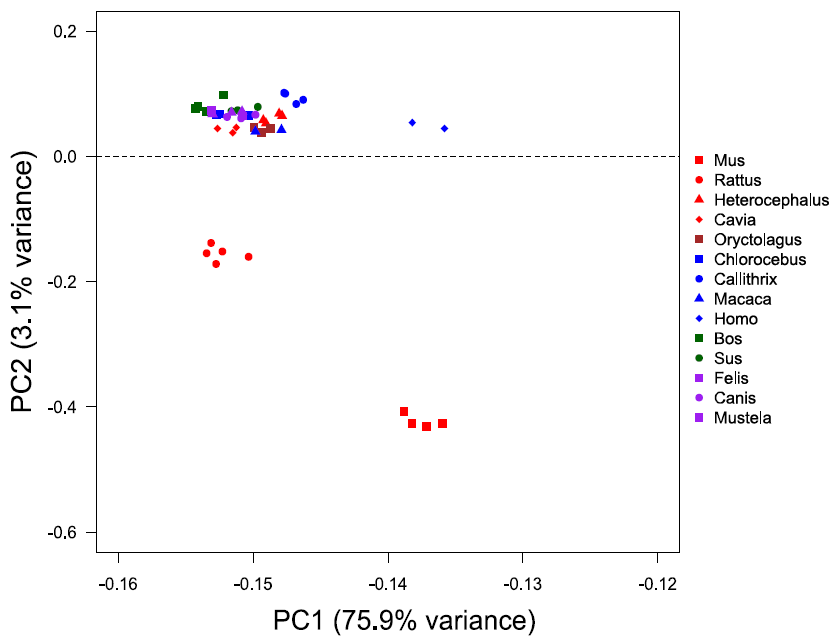 0.2
0.0
-0.2
-0.4
-0.6
PC2 (3.1% variance)
-0.16
-0.15
-0.14
-0.13
-0.12
PC1 (75.9% variance)
Mus
Rattus
Heterocephalus
Cavia
Oryctolagus
Chlorocebus
Callithrix
Macaca
Homo
Bos
Sus
Felis
Canis
Mustela